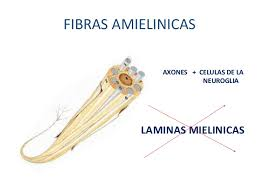 FIBRAS AMIELINICAS
AXONES + CELULAS DE LA
NEUROGLIA
LAMINAS MIELINICAS